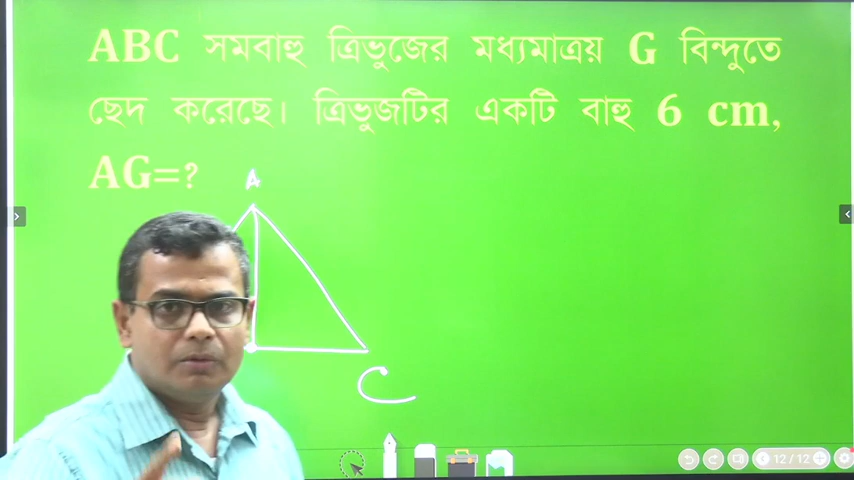 ABC সমবাহু ত্রিভুজের মধ্যমাত্রয় G বিন্দুতে
ছেদ করেছে। ত্রিভুজটির একটি বাহু 6 cm,
AG=?
A
C
12/12